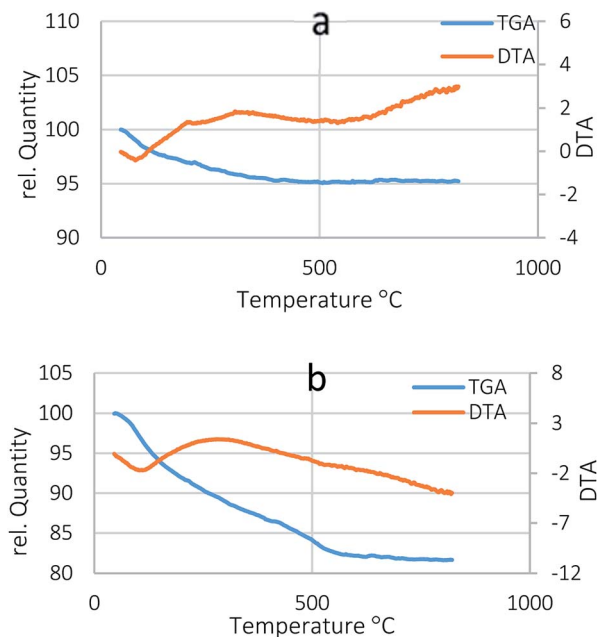 a
110
105
100
95
90
rel. Quantity
TGA
DTA
6
4
2
0
-2
-4
DTA
0
500
1000
Temperature °C
b
105
100
95
90
85
80
rel. Quantity
TGA
DTA
8
3
-2
-7
-12
DTA
0
500
1000
Temperature °C